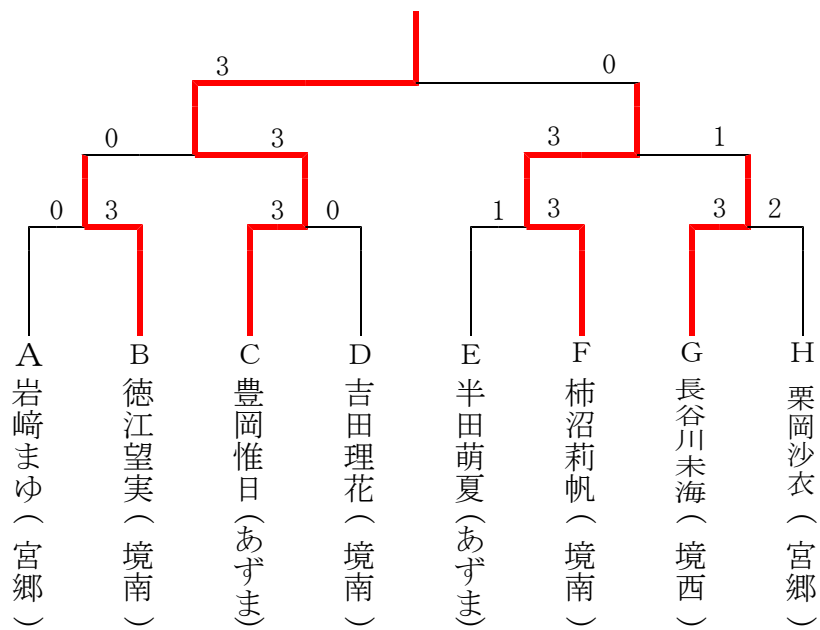 3 0
0 3 3 1
0 3 3 0 1 3 3 2
A B C D E F G H
岩﨑まゆ(宮郷)
徳江望実(境南)
豊岡惟日(あずま)
吉田理花(境南)
半田萌夏(あずま)
柿沼莉帆(境南)
長谷川未海(境西)
栗岡沙衣(宮郷)